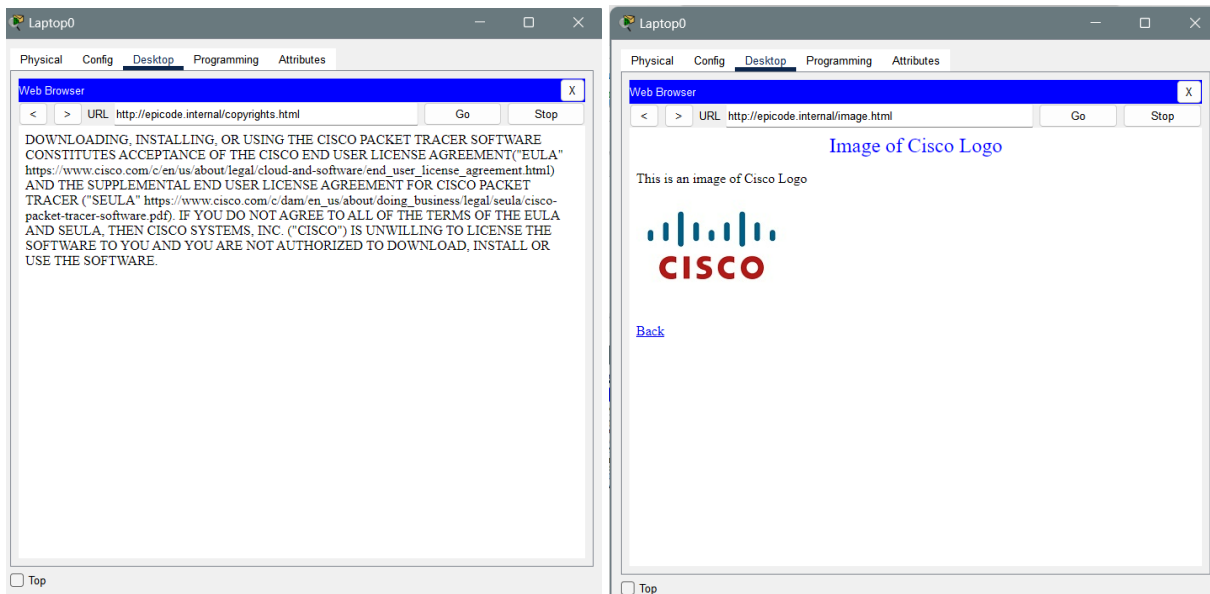 Laptop0
Physical Config Desktop Programming Attributes
Web Browser X
< > URL http://epicode.internal/copyrights.html Go Stop
DOWNLOADING, INSTALLING, OR USING THE CISCO PACKET TRACER SOFTWARE
CONSTITUTES ACCEPTANCE OF THE CISCO END USER LICENSE AGREEMENT("EULA"
https://www.cisco.com/c/en/us/about/legal/cloud-and-software/end_user_license_agreement.html)
AND THE SUPPLEMENTAL END USER LICENSE AGREEMENT FOR CISCO PACKET
TRACER ("SEULA" https://www.cisco.com/c/dam/en_us/about/doing_business/legal/seula/cisco-
packet-tracer-software.pdf). IF YOU DO NOT AGREE TO ALL OF THE TERMS OF THE EULA
AND SEULA, THEN CISCO SYSTEMS, INC. ("CISCO") IS UNWILLING TO LICENSE THE
SOFTWARE TO YOU AND YOU ARE NOT AUTHORIZED TO DOWNLOAD, INSTALL OR
USE THE SOFTWARE.
Top
Laptop0
Physical Config Desktop Programming Attributes
Web Browser X
< > URL http://epicode.internal/image.html Go Stop
Image of Cisco Logo
This is an image of Cisco Logo
CISCO
Back
Top